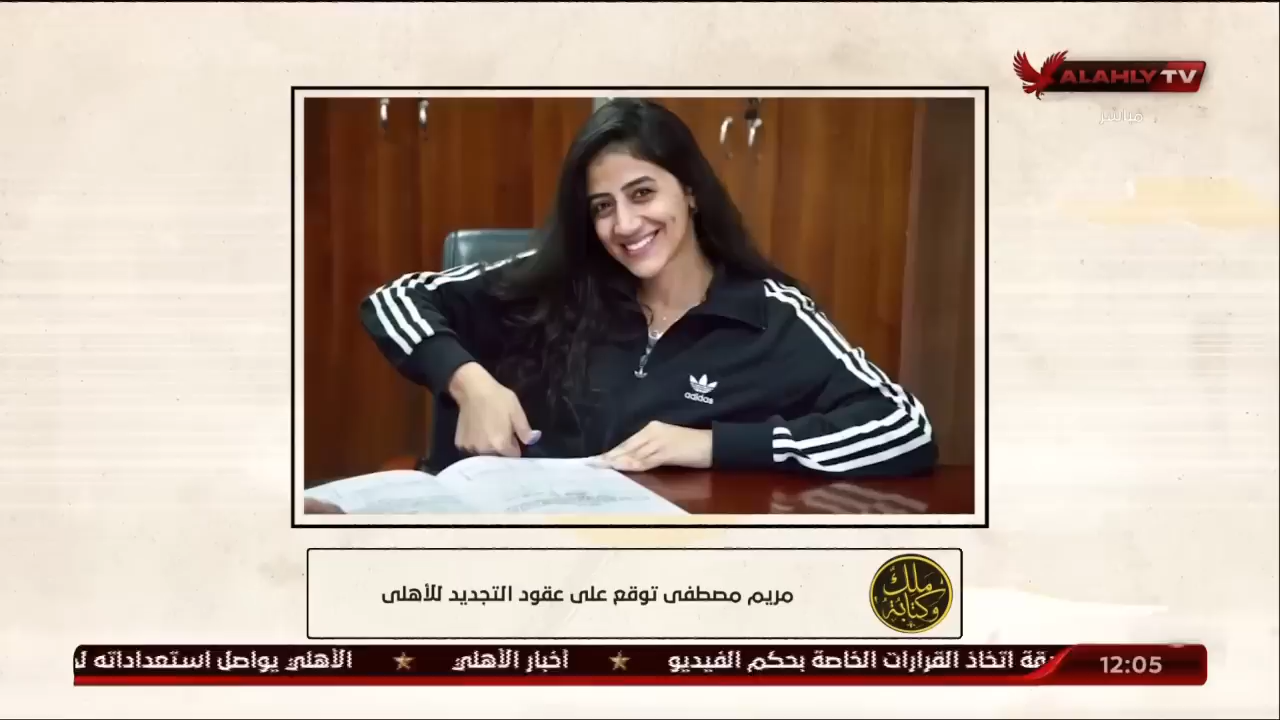 ALAHLY TV
مباشر
adidas
مريم مصطفى توقع على عقود التجديد للأهلى
ملك وكتابة
اتخاذ القرارات الخاصة بحكم الفيديو ★ أخبار الأهلي ★ الأهلي يواصل استعداداته
12:05